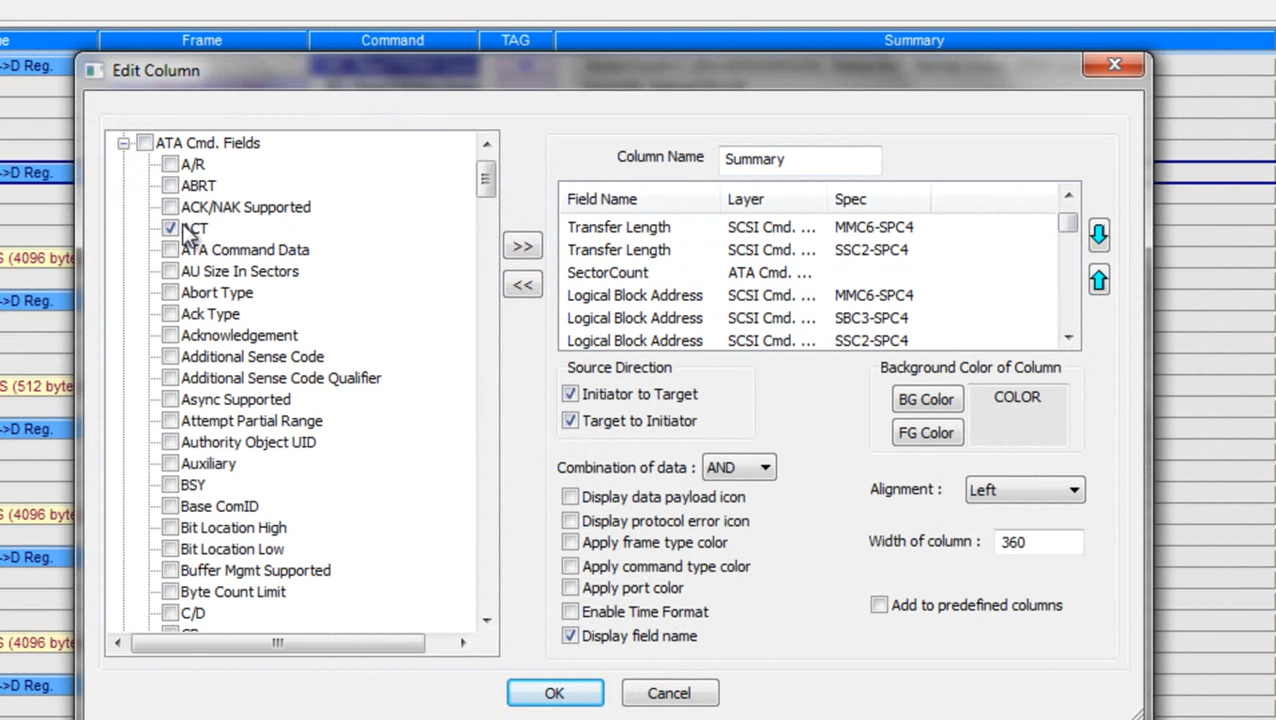 Frame Command TAG Summary
->D Reg.
Edit Column
->D Reg.
S (4096 byte
->D Reg.
S (512 byte
->D Reg.
S (4096 byte
->D Reg.
S (4096 byte
->D Reg.
ATA Cmd. Fields
A/R
ABRT
ACK/NAK Supported
ACT
ATA Command Data
AU Size In Sectors
Abort Type
Ack Type
Acknowledgement
Additional Sense Code
Additional Sense Code Qualifier
Async Supported
Attempt Partial Range
Authority Object UID
Auxiliary
BSY
Base ComID
Bit Location High
Bit Location Low
Buffer Mgmt Supported
Byte Count Limit
C/D
>>
<<
Column Name Summary
Field Name Layer Spec
Transfer Length SCSI Cmd. ... MMC6-SPC4
Transfer Length SCSI Cmd. ... SSC2-SPC4
SectorCount ATA Cmd. ...
Logical Block Address SCSI Cmd. ... MMC6-SPC4
Logical Block Address SCSI Cmd. ... SBC3-SPC4
Logical Block Address SCSI Cmd. ... SSC2-SPC4
Source Direction
Initiator to Target
Target to Initiator
Background Color of Column
BG Color COLOR
FG Color
Combination of data : AND
Display data payload icon
Display protocol error icon
Apply frame type color
Apply command type color
Apply port color
Enable Time Format
Display field name
Alignment : Left
Width of column : 360
Add to predefined columns
OK Cancel